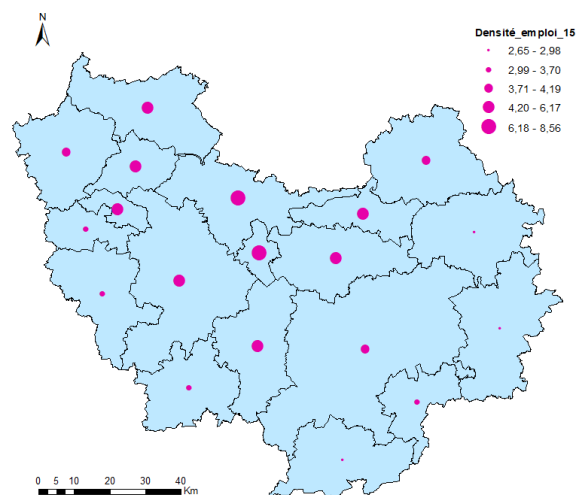 N
Densité_emploi_15
2,65 - 2,98
2,99 - 3,70
3,71 - 4,19
4,20 - 6,17
6,18 - 8,56
0 5 10 20 30 40
Km